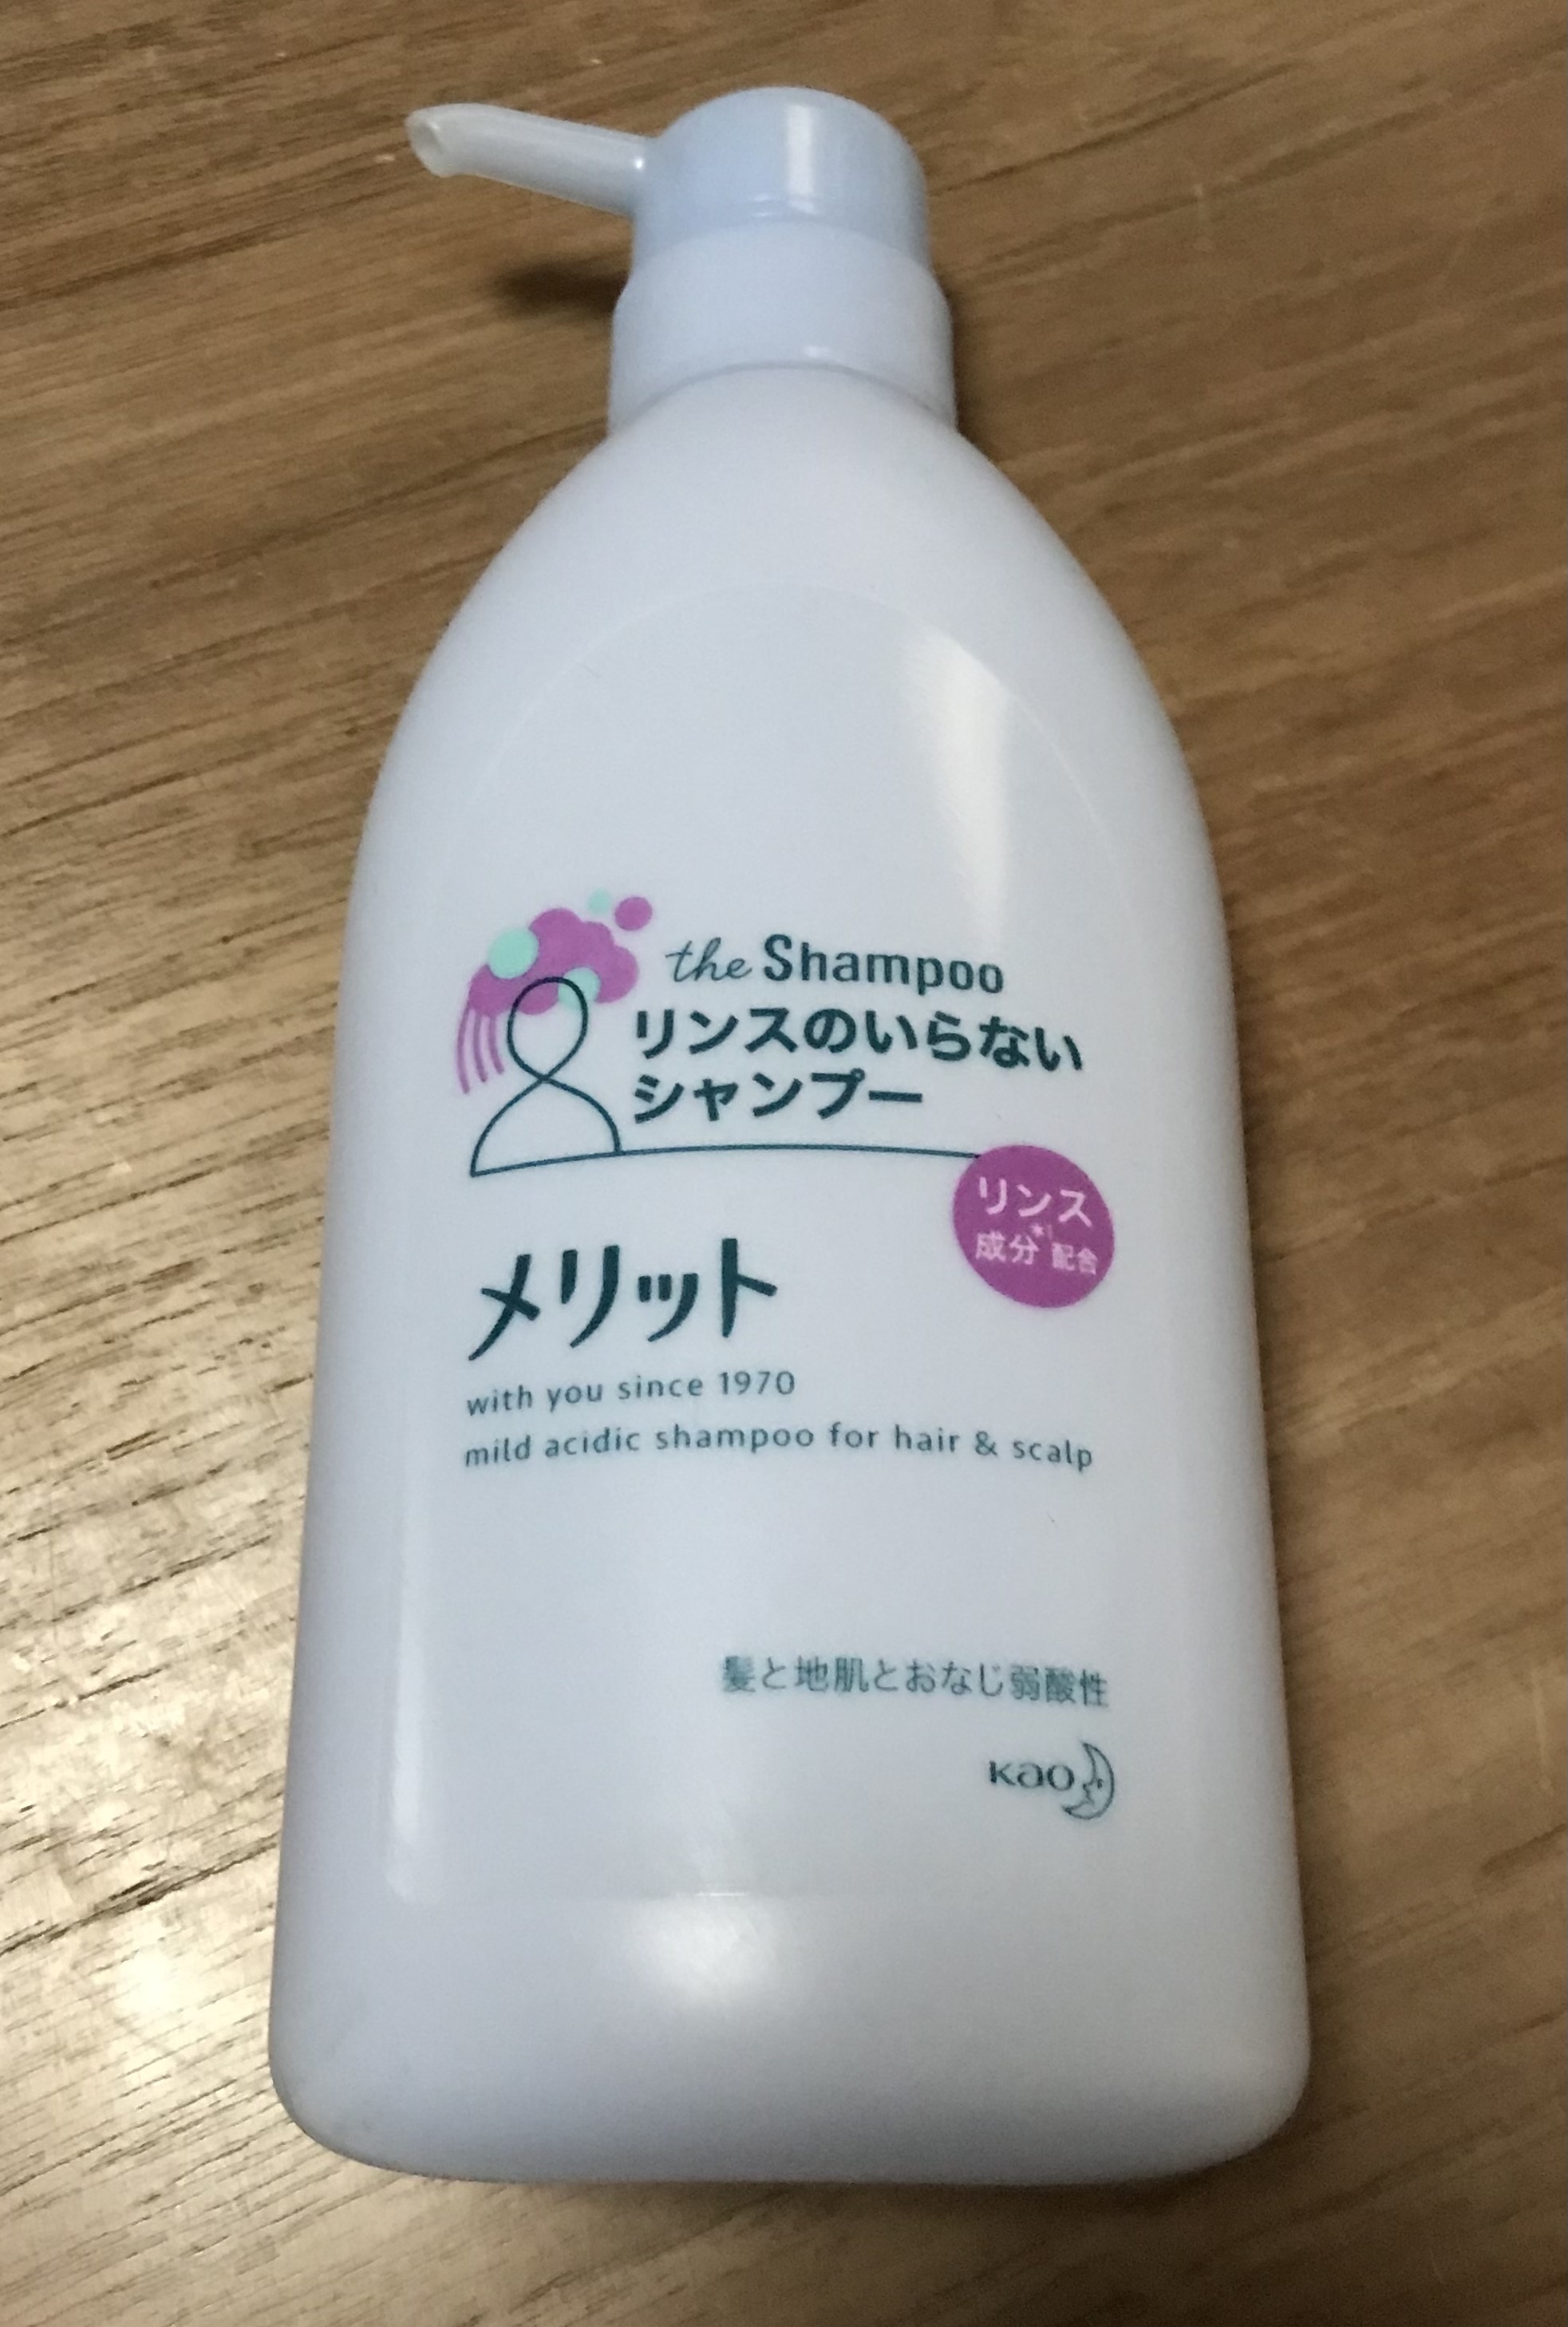 the Shampoo
リンスのいらない
シャンプー
リンス
成分*1 配合
メリット
with you since 1970
mild acidic shampoo for hair & scalp
髪と地肌とおなじ弱酸性
Kao